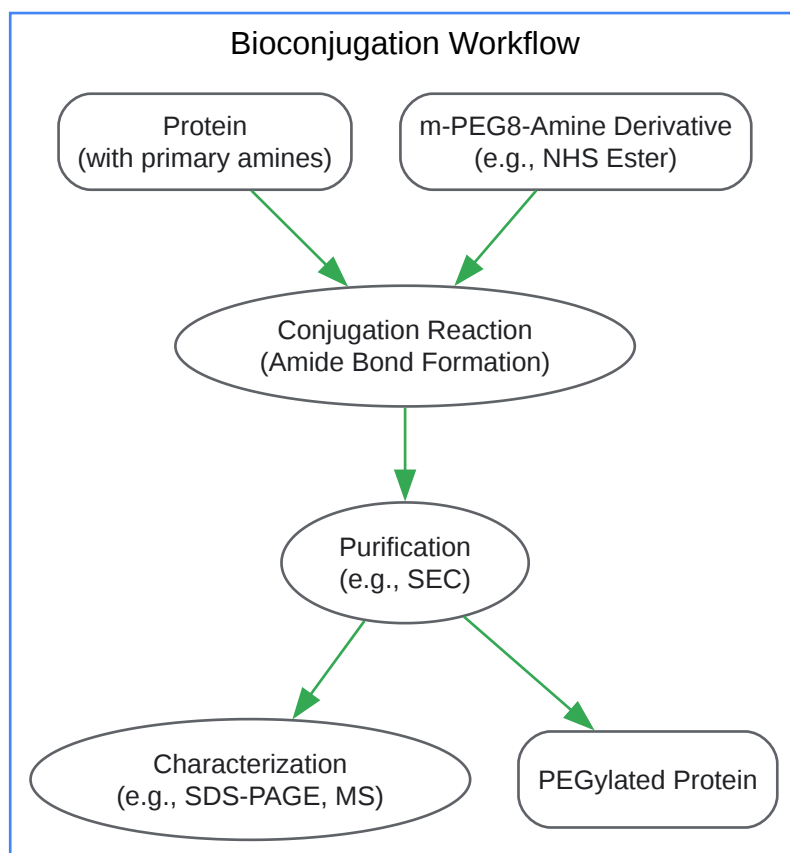 Bioconjugation Workflow
Protein
(with primary amines)
m-PEG8-Amine Derivative
(e.g., NHS Ester)
Conjugation Reaction
(Amide Bond Formation)
Purification
(e.g., SEC)
Characterization
(e.g., SDS-PAGE, MS)
PEGylated Protein